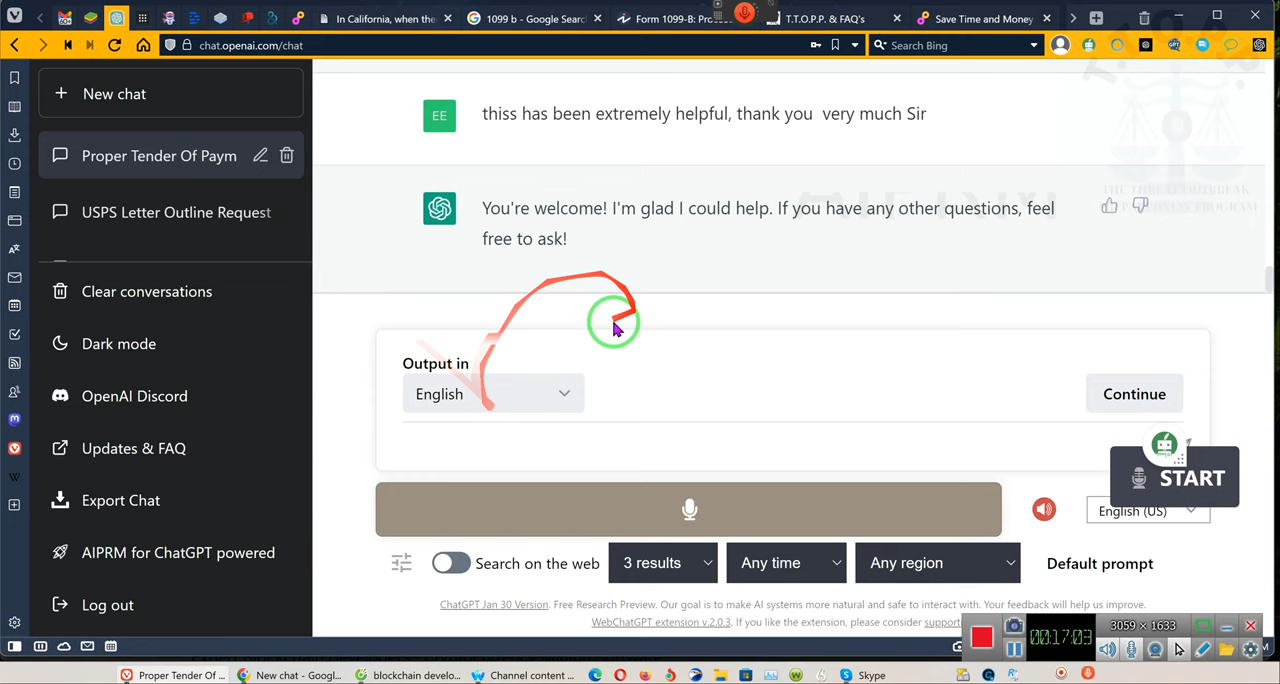 In California, when the
1099 b - Google Searc
Form 1099-B: Pro
T.T.O.P.P. & FAQ's
Save Time and Money
chat.openai.com/chat
Search Bing
New chat
Proper Tender Of Paym
USPS Letter Outline Request
Clear conversations
Dark mode
OpenAI Discord
Updates & FAQ
Export Chat
AIPRM for ChatGPT powered
Log out
EE
thiss has been extremely helpful, thank you very much Sir
You're welcome! I'm glad I could help. If you have any other questions, feel
free to ask!
Output in
English
Continue
START
English (US)
Search on the web
3 results
Any time
Any region
Default prompt
ChatGPT Jan 30 Version. Free Research Preview. Our goal is to make AI systems more natural and safe to interact with. Your feedback will help us improve.
WebChatGPT extension v.2.0.3. If you like the extension, please consider support
3059 × 1633
00:17:03
Proper Tender Of ...
New chat - Googl...
blockchain develo...
Channel content ...
Skype